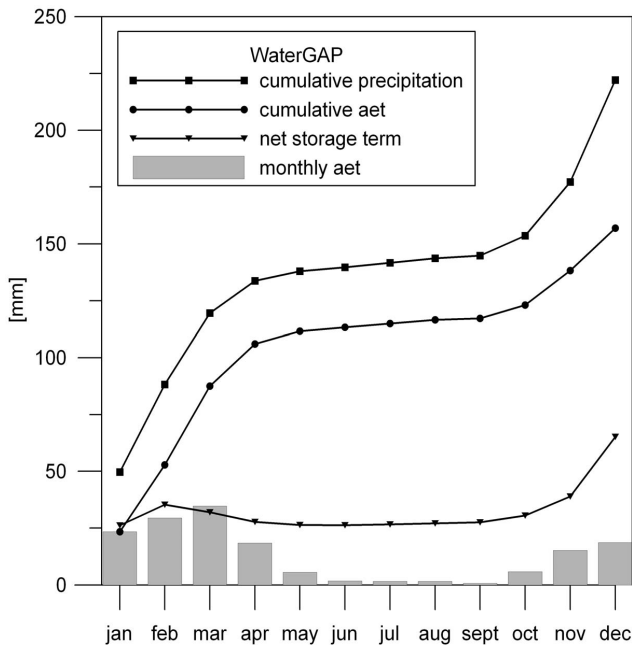 250
200
150
100
50
0
[mm]
WaterGAP
cumulative precipitation
cumulative aet
net storage term
monthly aet
jan feb mar apr may jun jul aug sept oct nov dec